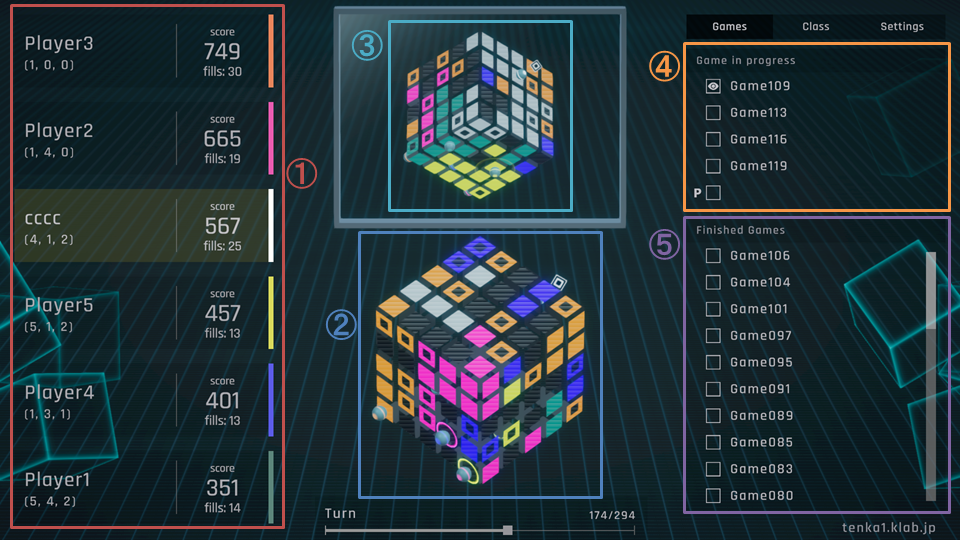 Player3
(1, 0, 0)
score
749
fills: 30
Player2
(1, 4, 0)
score
665
fills: 19
①
cccc
(4, 1, 2)
score
567
fills: 25
Player5
(5, 1, 2)
score
457
fills: 13
Player4
(1, 3, 1)
score
401
fills: 13
Player1
(5, 4, 2)
score
351
fills: 14
③
②
Turn
174/294
Games Class Settings
④
Game in progress
Game109
Game113
Game116
Game119
P
⑤
Finished Games
Game106
Game104
Game101
Game097
Game095
Game091
Game089
Game085
Game083
Game080
tenka1.klab.jp